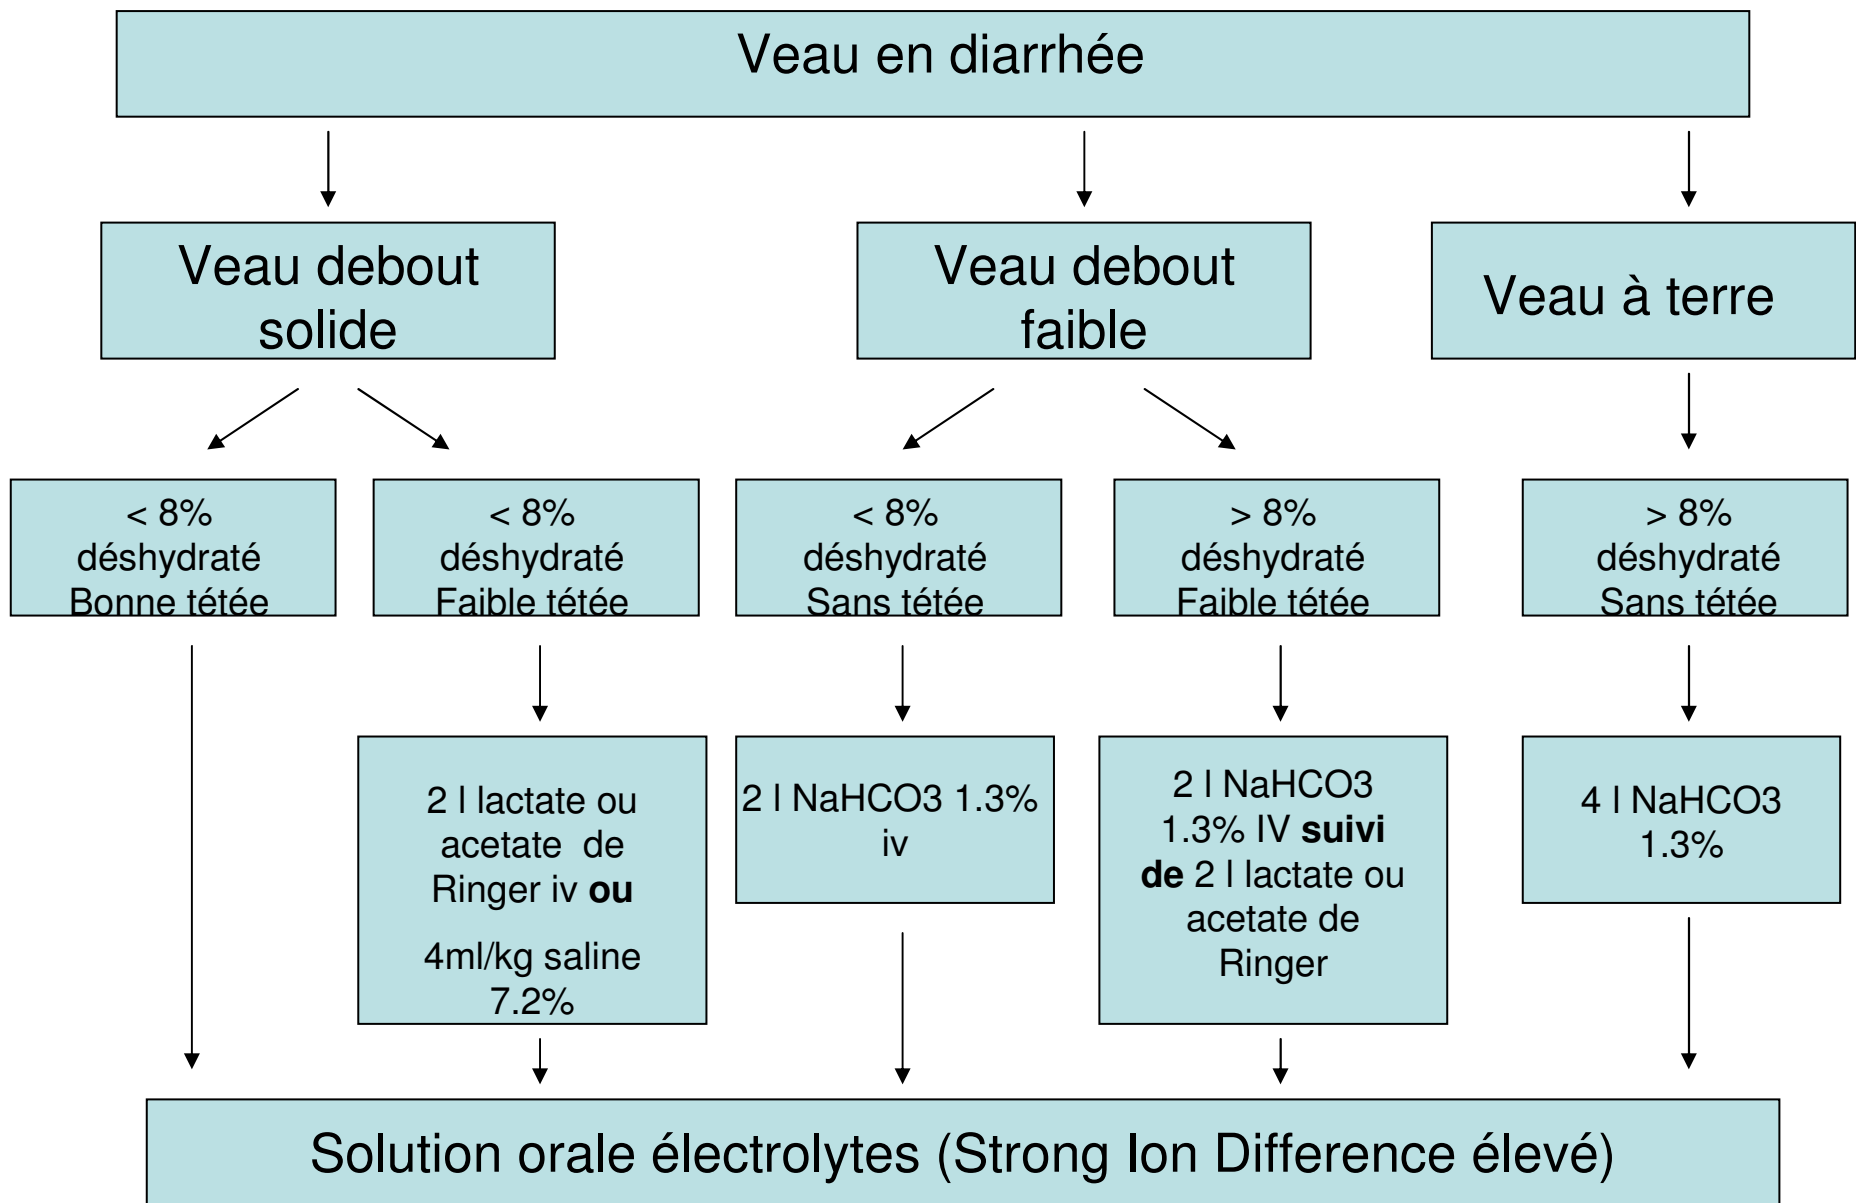 Veau en diarrhée
Veau debout
solide
Veau debout
faible
Veau à terre
< 8%
déshydraté
Bonne tétée
< 8%
déshydraté
Faible tétée
< 8%
déshydraté
Sans tétée
> 8%
déshydraté
Faible tétée
> 8%
déshydraté
Sans tétée
2 l lactate ou
acetate de
Ringer iv ou
4ml/kg saline
7.2%
2 l NaHCO3 1.3%
iv
2 l NaHCO3
1.3% IV suivi
de 2 l lactate ou
acetate de
Ringer
4 l NaHCO3
1.3%
Solution orale électrolytes (Strong Ion Difference élevé)